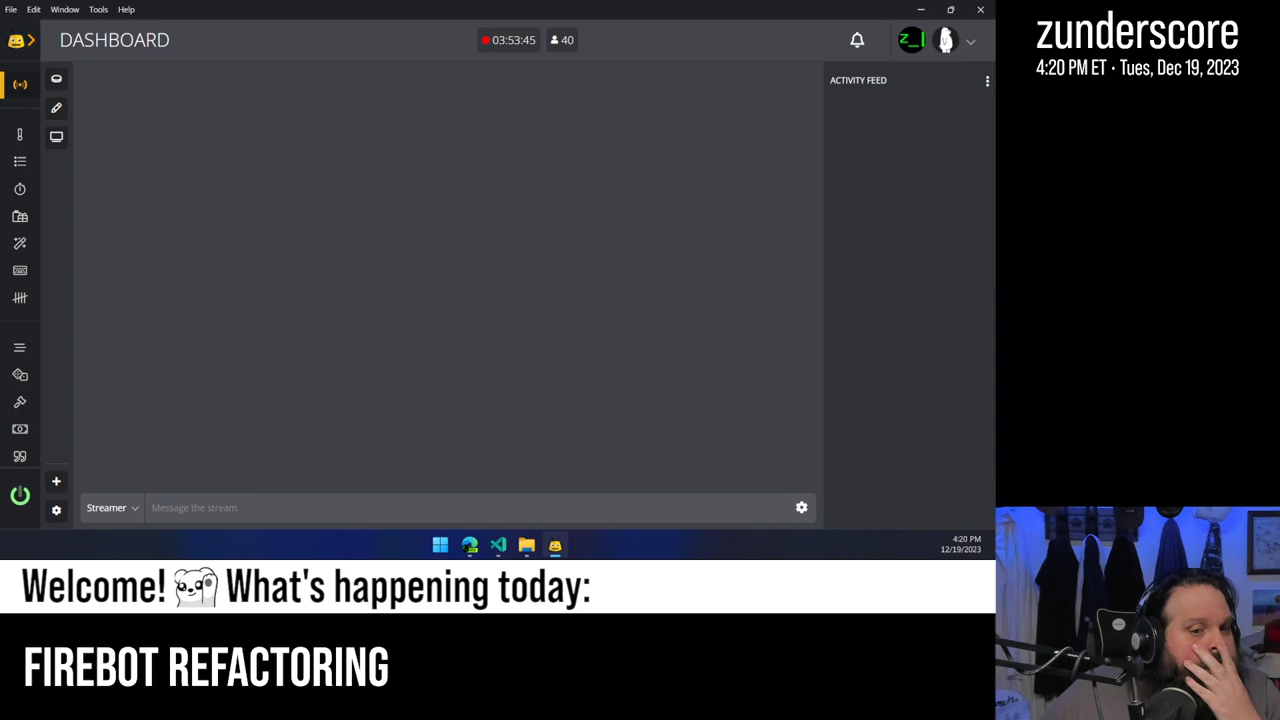 File Edit Window Tools Help
DASHBOARD
03:53:45
40
z_
ACTIVITY FEED
Streamer
Message the stream
4:20 PM
12/19/2023
zunderscore
4:20 PM ET • Tues, Dec 19, 2023
Welcome! What's happening today:
FIREBOT REFACTORING